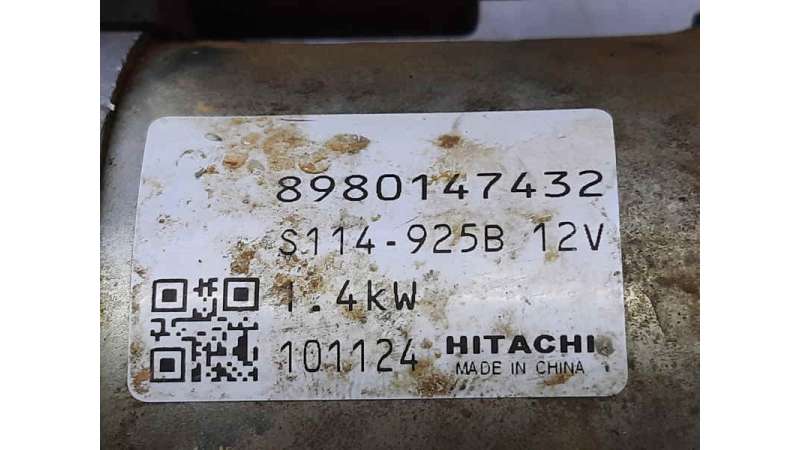 8980147432
S114-925B 12V
1.4kW
101124 HITACHI
MADE IN CHINA